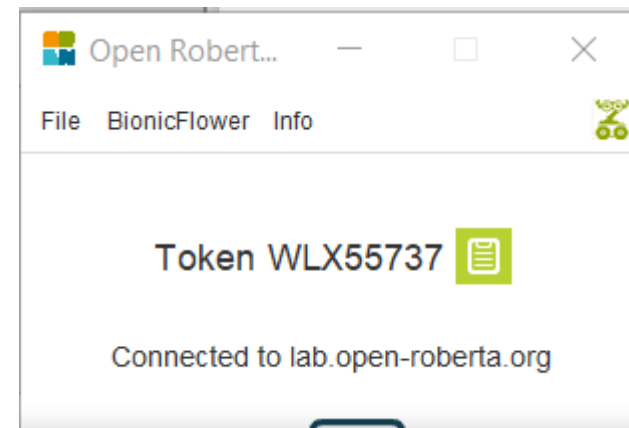 Open Robert...
File BionicFlower Info
Token WLX55737
Connected to lab.open-roberta.org